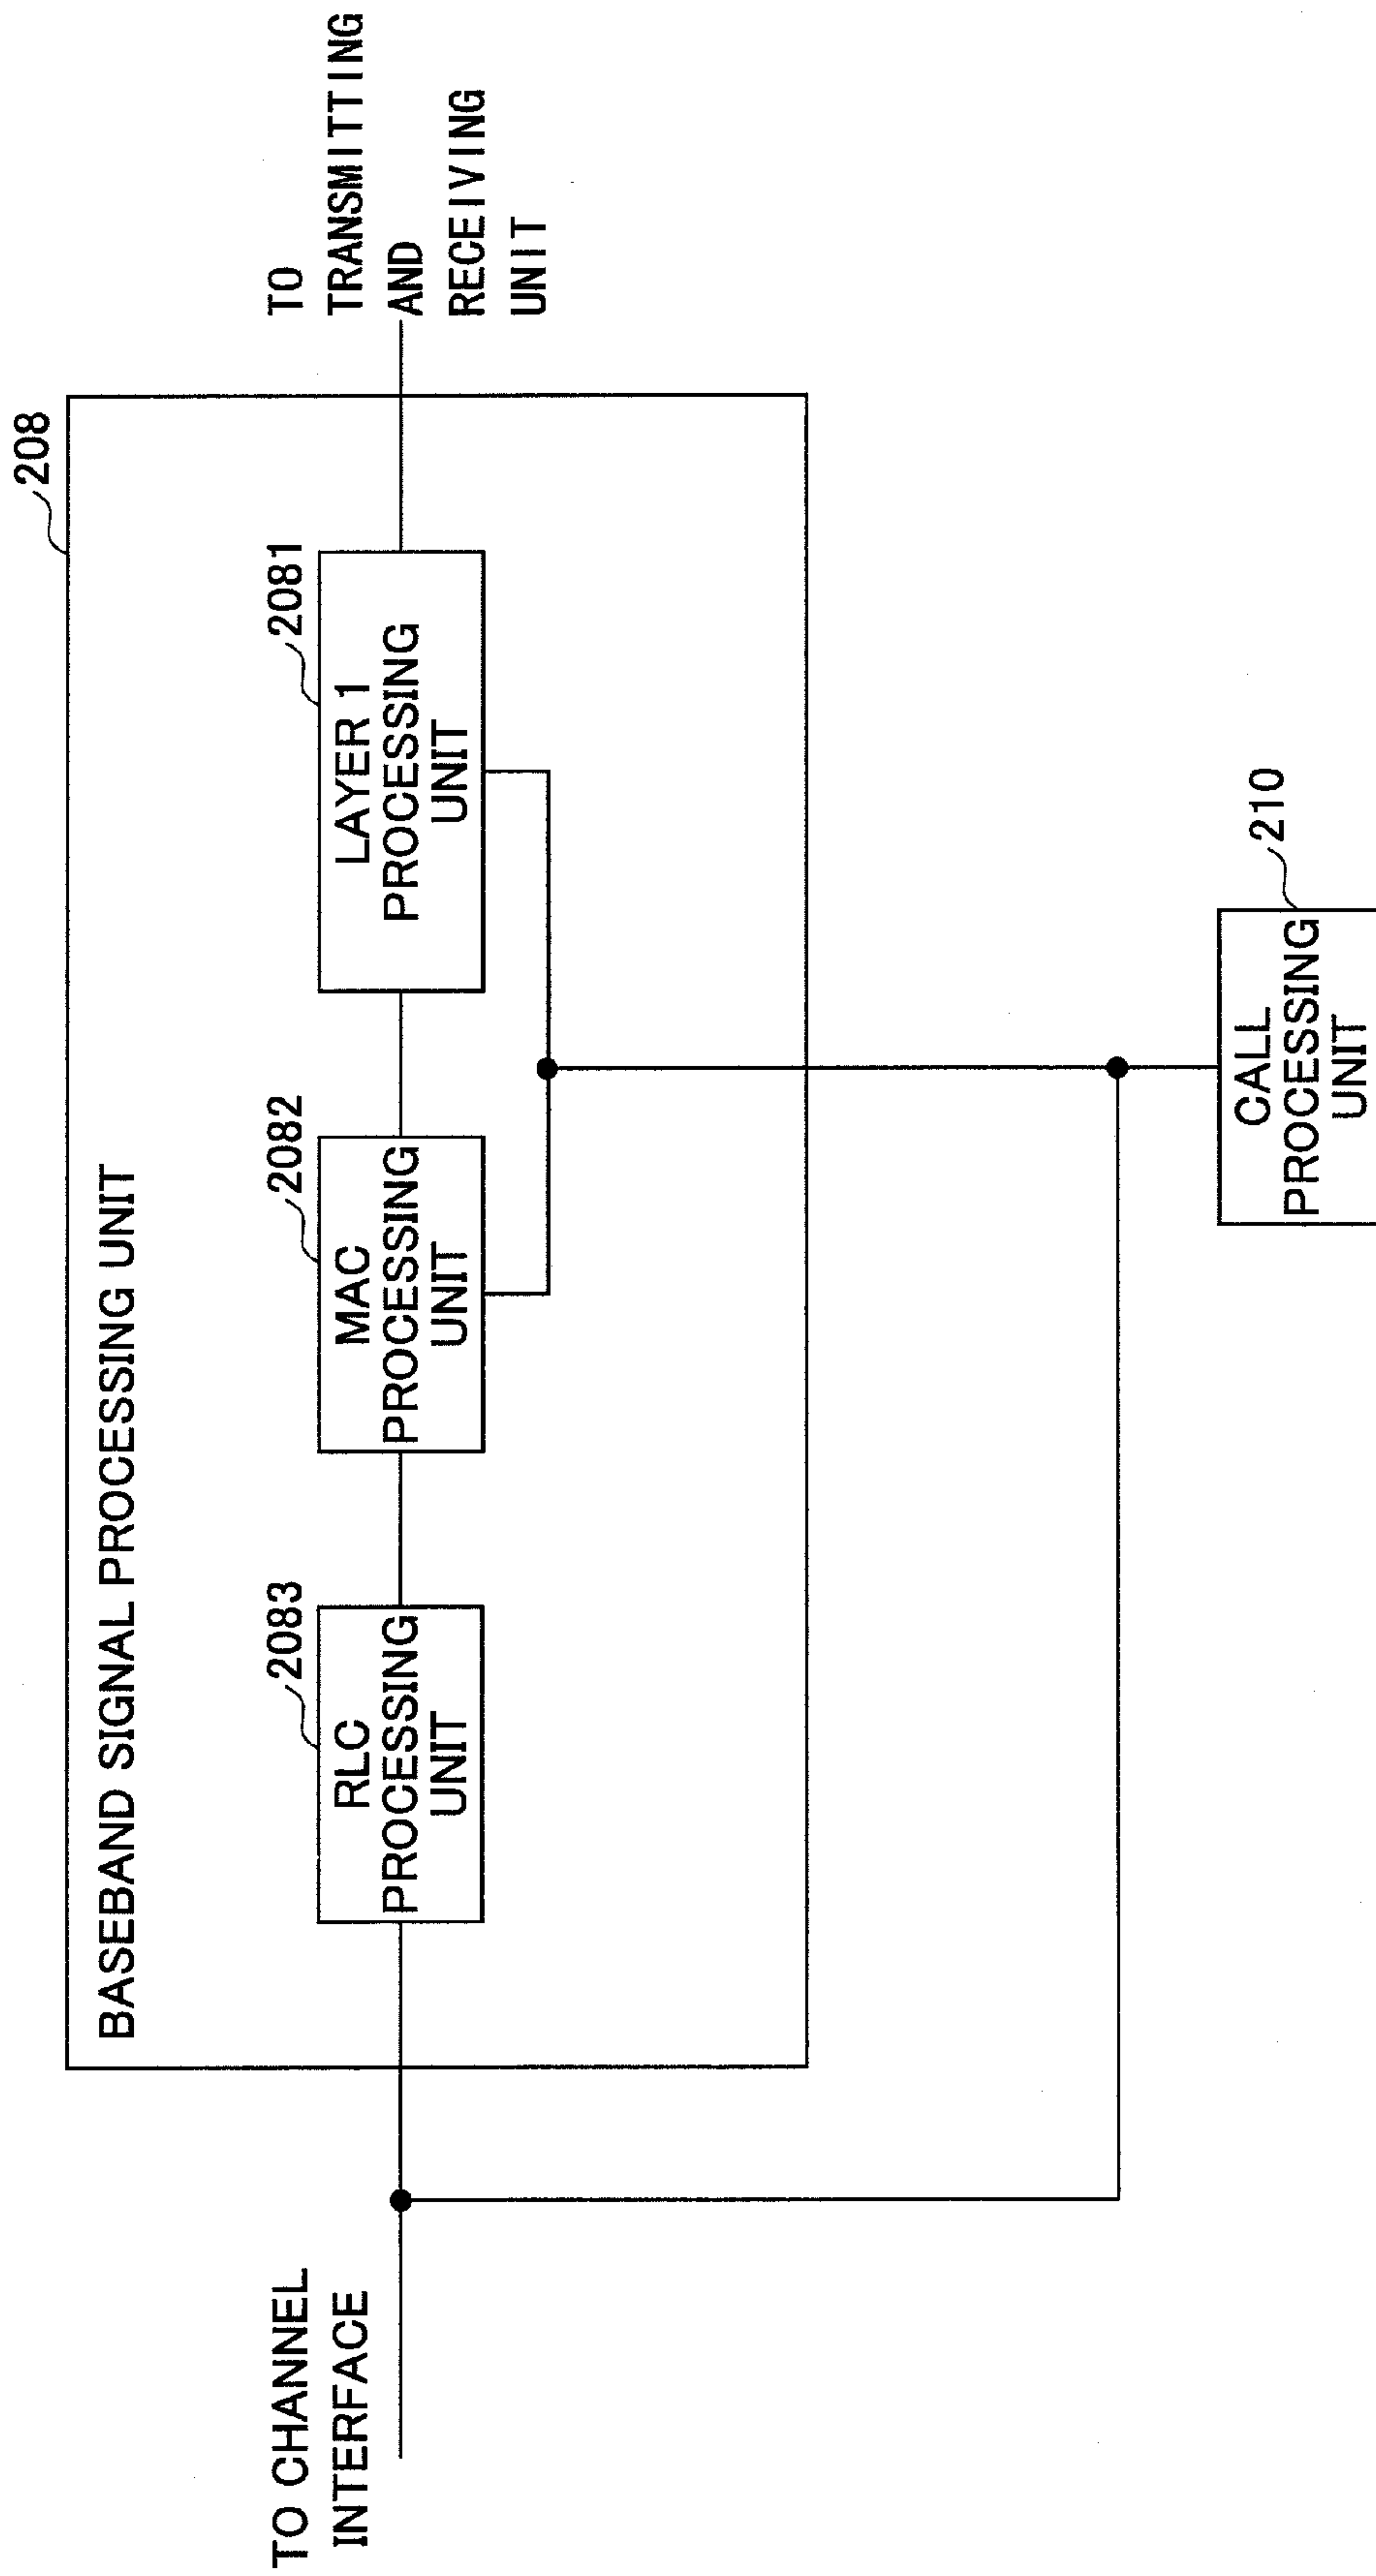 208
BASEBAND SIGNAL PROCESSING UNIT
TO CHANNEL
INTERFACE
2083
RLC
PROCESSING
UNIT
2082
MAC
PROCESSING
UNIT
2081
LAYER 1
PROCESSING
UNIT
TO
TRANSMITTING
AND
RECEIVING
UNIT
210
CALL
PROCESSING
UNIT